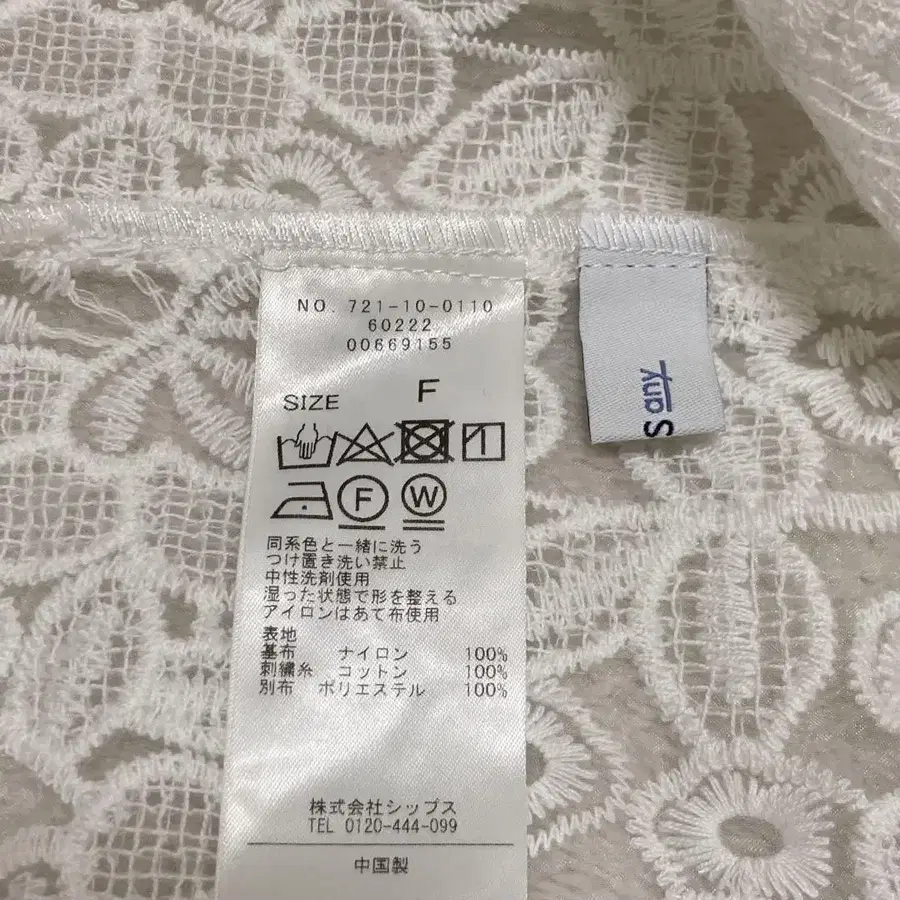 NO. 721-10-0110
60222
00669155
SIZE F
F W
同系色と一緒に洗う
つけ置き洗い禁止
中性洗剤使用
湿った状態で形を整える
アイロンはあて布使用
表地
基布 ナイロン 100%
刺繍糸 コットン 100%
別布 ポリエステル 100%
株式会社シップス
TEL 0120-444-099
中国製
S any